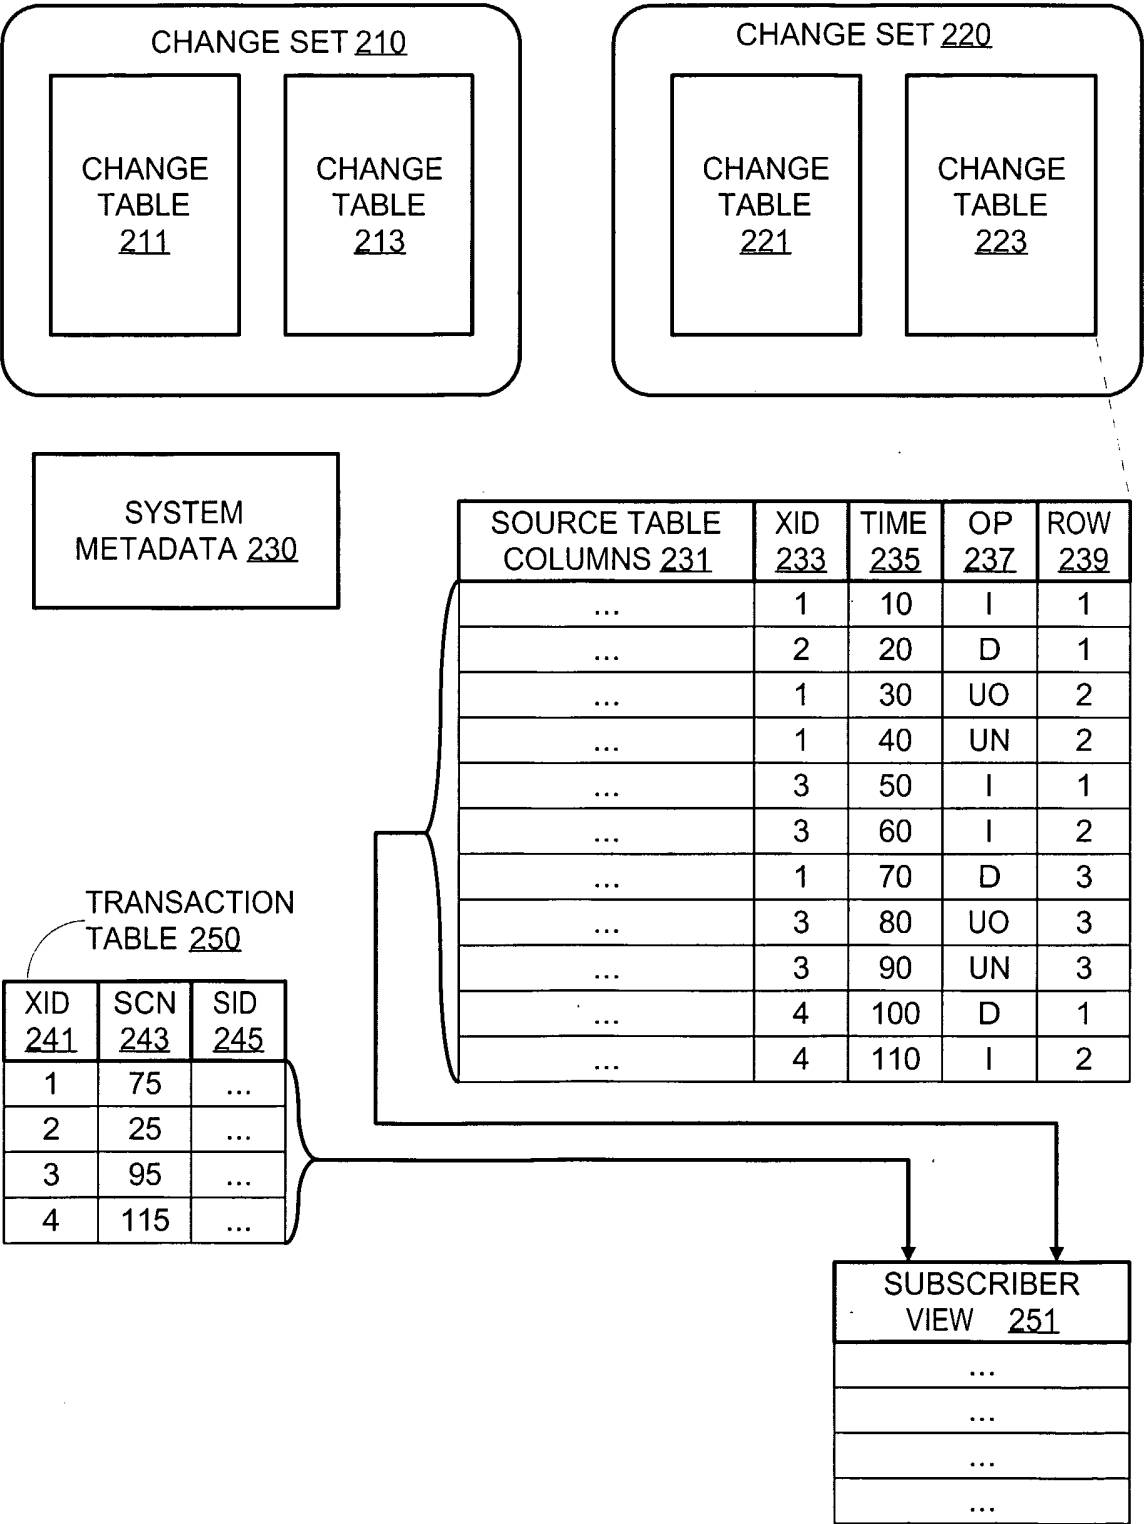 CHANGE SET 210
CHANGE
TABLE
211
CHANGE
TABLE
213
CHANGE SET 220
CHANGE
TABLE
221
CHANGE
TABLE
223
SYSTEM
METADATA 230
SOURCE TABLE COLUMNS 231 XID 233 TIME 235 OP 237 ROW 239
... 1 10 I 1
... 2 20 D 1
... 1 30 UO 2
... 1 40 UN 2
... 3 50 I 1
... 3 60 I 2
... 1 70 D 3
... 3 80 UO 3
... 3 90 UN 3
... 4 100 D 1
... 4 110 I 2
TRANSACTION
TABLE 250
XID 241 SCN 243 SID 245
1 75 ...
2 25 ...
3 95 ...
4 115 ...
SUBSCRIBER
VIEW 251
...
...
...
...